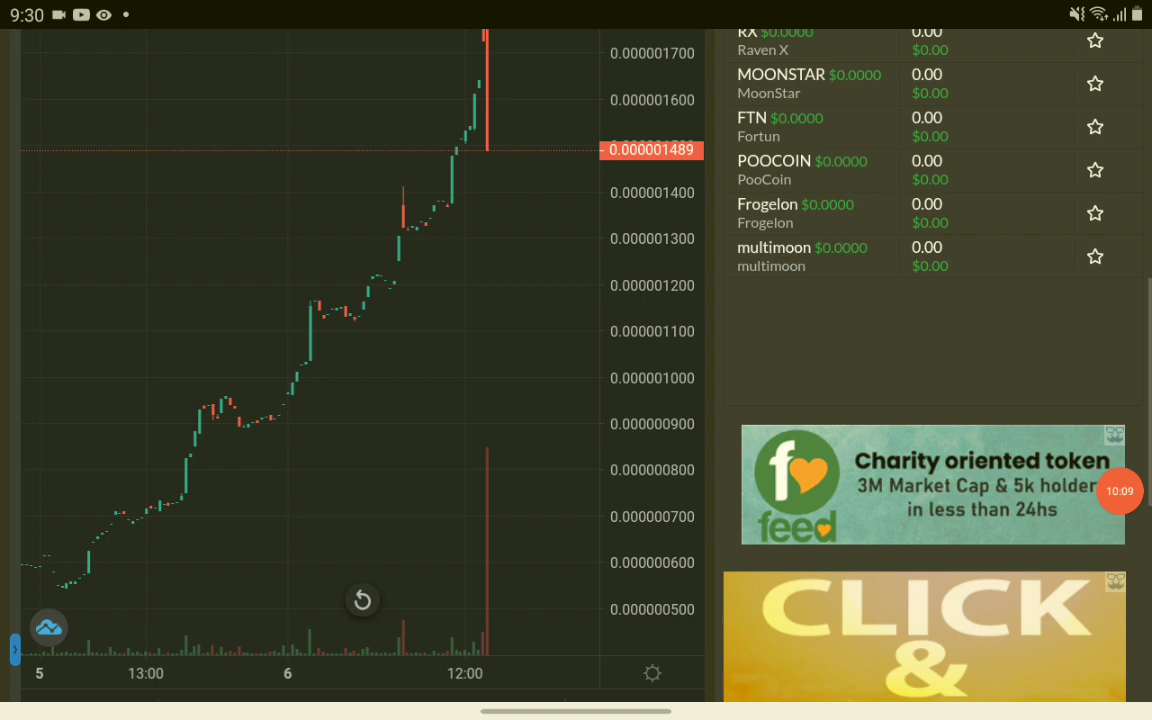 9:30
0.000001700
0.000001600
0.000001489
0.000001400
0.000001300
0.000001200
0.000001100
0.000001000
0.000000900
0.000000800
0.000000700
0.000000600
0.000000500
5
13:00
6
12:00
RX $0.0000
0.00
Raven X
$0.00
MOONSTAR $0.0000
0.00
MoonStar
$0.00
FTN $0.0000
0.00
Fortun
$0.00
POOCOIN $0.0000
0.00
PooCoin
$0.00
Frogelon $0.0000
0.00
Frogelon
$0.00
multimoon $0.0000
0.00
multimoon
$0.00
f
feed
Charity oriented token
3M Market Cap & 5k holder
in less than 24hs
10:09
CLICK
&